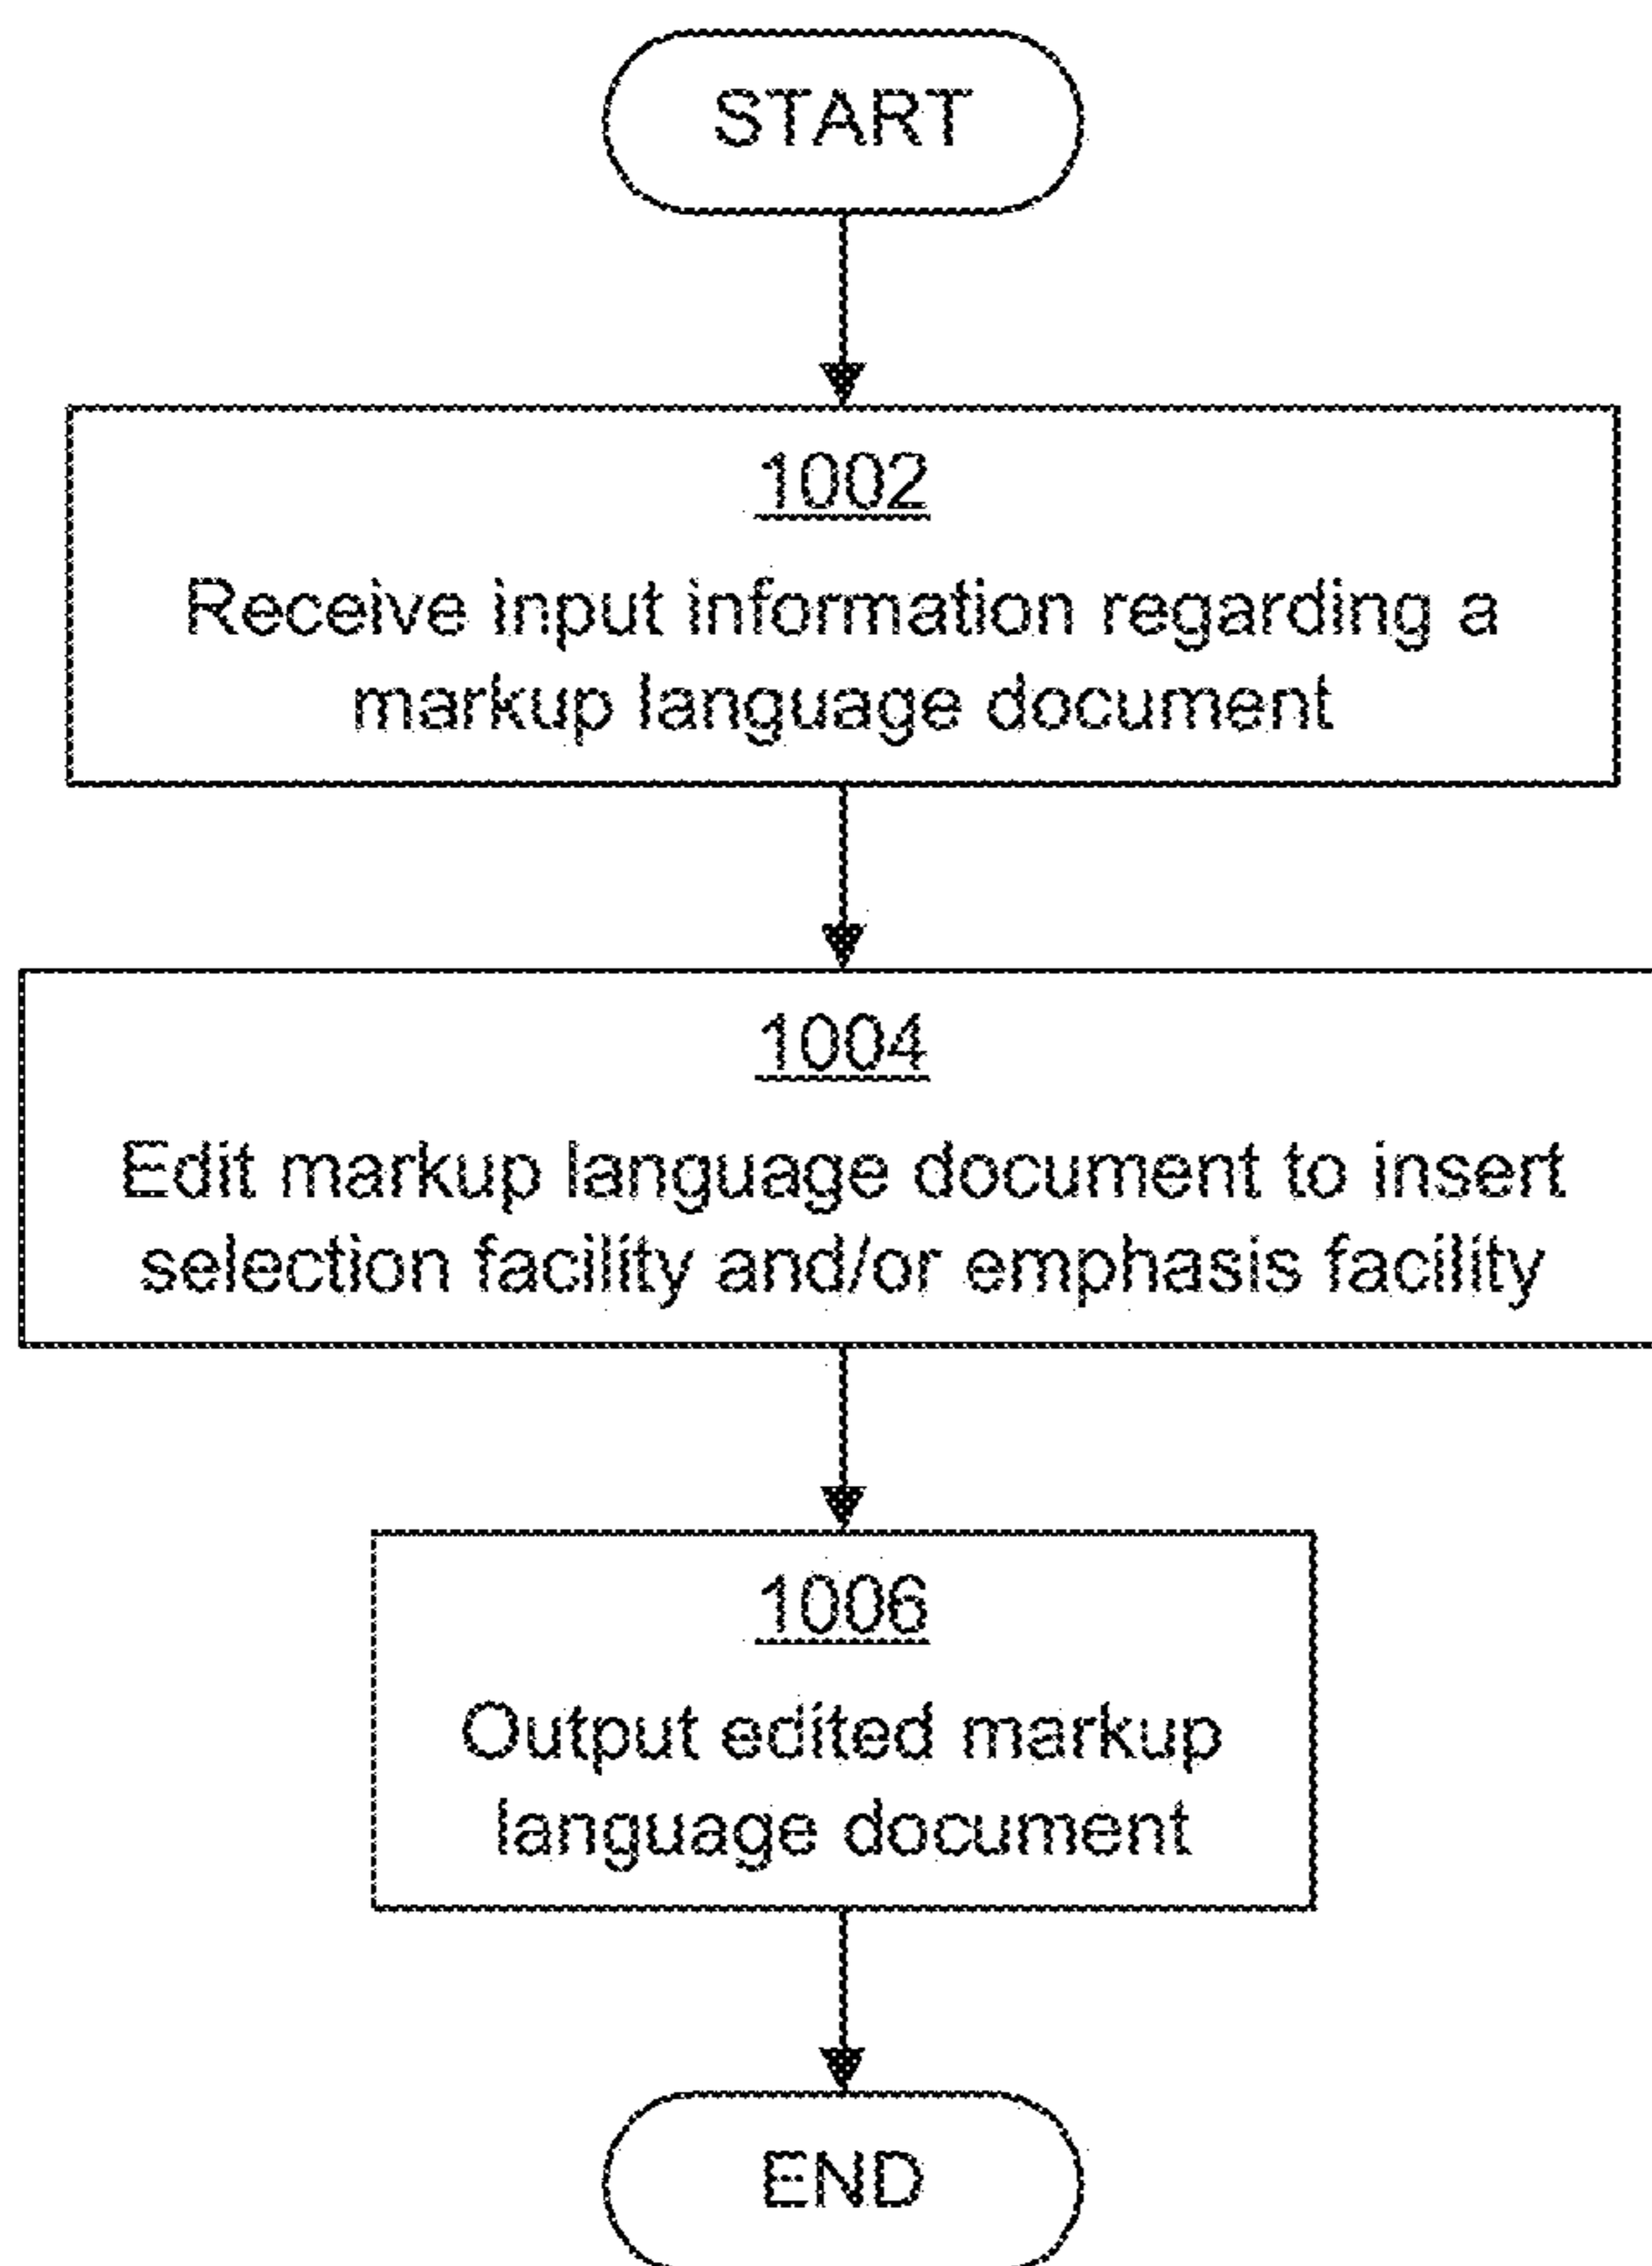 START
1002
Receive input information regarding a
markup language document
1004
Edit markup language document to insert
selection facility and/or emphasis facility
1006
Output edited markup
language document
END